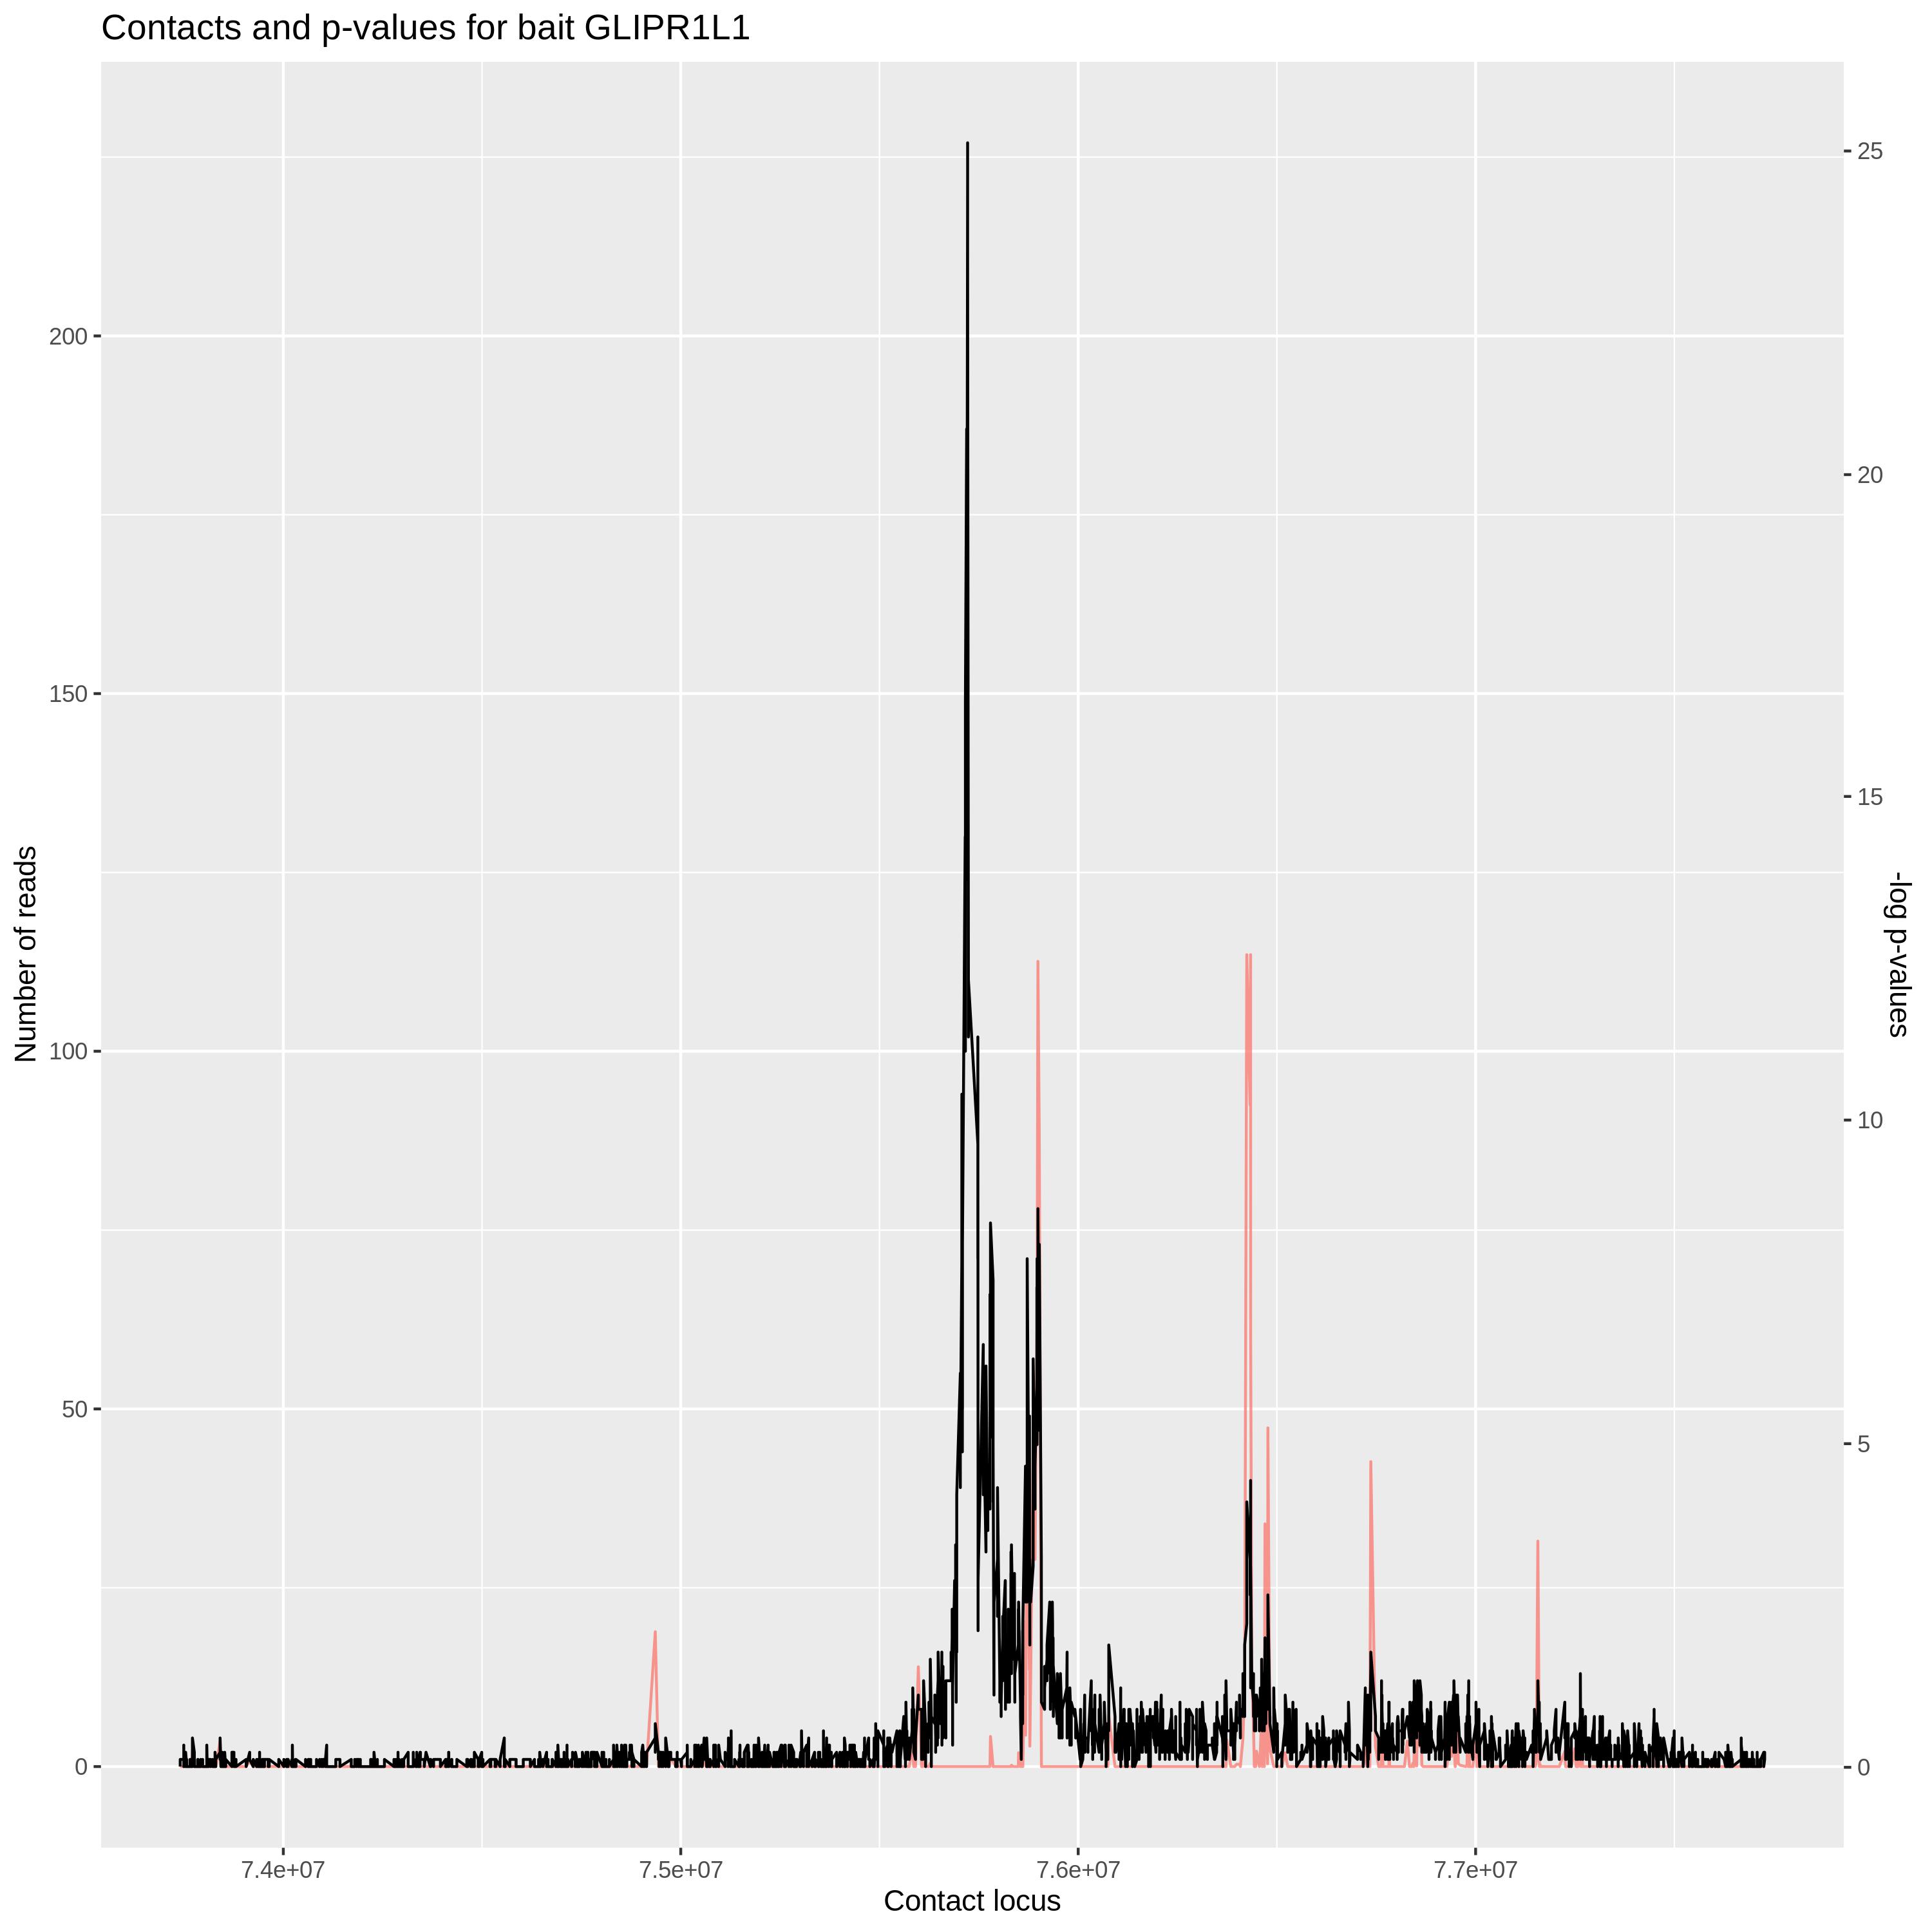 Contacts and p-values for bait GLIPR1L1
Number of reads
200
150
100
50
0
25
20
15
10
5
0
-log p-values
7.4e+07 7.5e+07 7.6e+07 7.7e+07
Contact locus